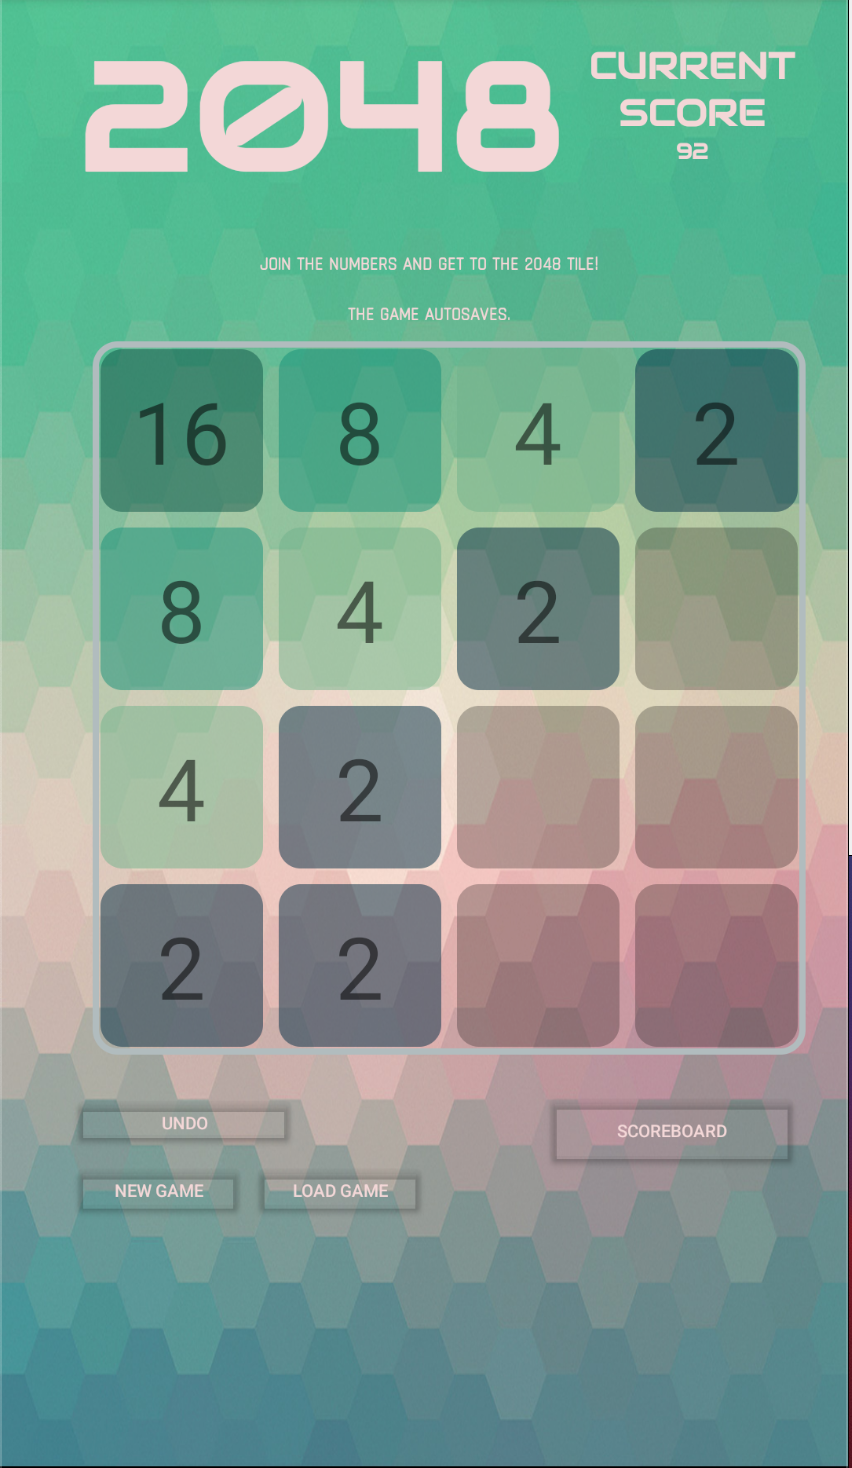 2048
CURRENT
SCORE
92
JOIN THE NUMBERS AND GET TO THE 2048 TILE!
THE GAME AUTOSAVES.
16 8 4 2
8 4 2
4 2
2 2
UNDO
SCOREBOARD
NEW GAME LOAD GAME